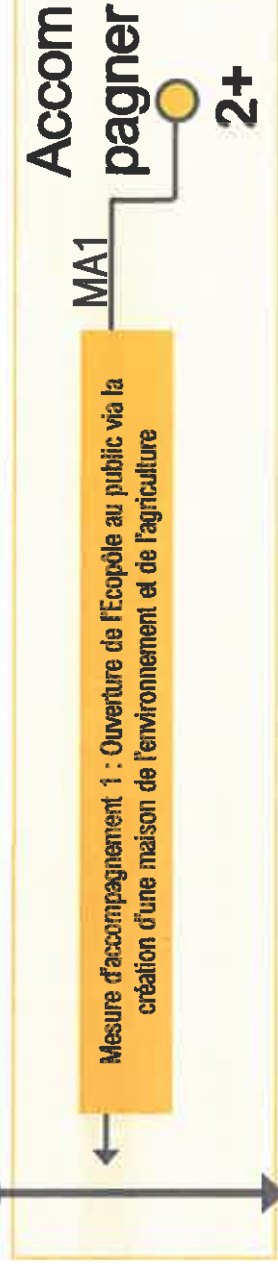 Accom
pagner
2+
MA1
Mesure d'accompagnement 1 : Ouverture de l'Ecopôle au public via la
création d'une maison de l'environnement et de l'agriculture